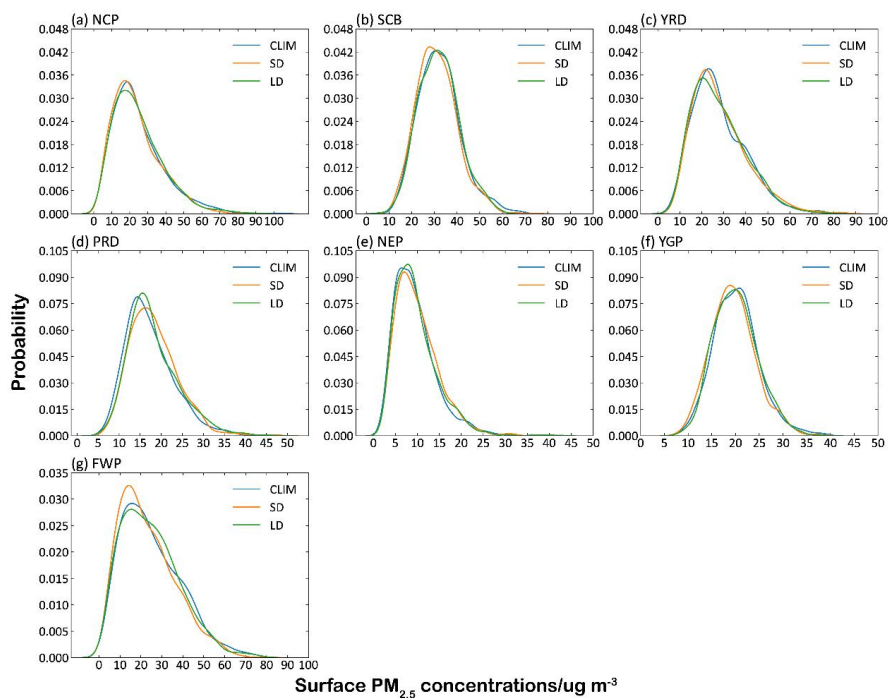 (a) NCP
(b) SCB
(c) YRD
0.048
0.042
0.036
0.030
0.024
0.018
0.012
0.006
0.000
CLIM
SD
LD
0 10 20 30 40 50 60 70 80 90 100
0.048
0.042
0.036
0.030
0.024
0.018
0.012
0.006
0.000
CLIM
SD
LD
0 10 20 30 40 50 60 70 80 90 100
0.048
0.042
0.036
0.030
0.024
0.018
0.012
0.006
0.000
CLIM
SD
LD
0 10 20 30 40 50 60 70 80 90 100
(d) PRD
(e) NEP
(f) YGP
0.105
0.090
0.075
0.060
0.045
0.030
0.015
0.000
CLIM
SD
LD
0 5 10 15 20 25 30 35 40 45 50
0.105
0.090
0.075
0.060
0.045
0.030
0.015
0.000
CLIM
SD
LD
0 5 10 15 20 25 30 35 40 45 50
0.105
0.090
0.075
0.060
0.045
0.030
0.015
0.000
CLIM
SD
LD
0 5 10 15 20 25 30 35 40 45 50
Probability
(g) FWP
0.035
0.030
0.025
0.020
0.015
0.010
0.005
0.000
CLIM
SD
LD
0 10 20 30 40 50 60 70 80 90 100
Surface PM2.5 concentrations/ug m-3